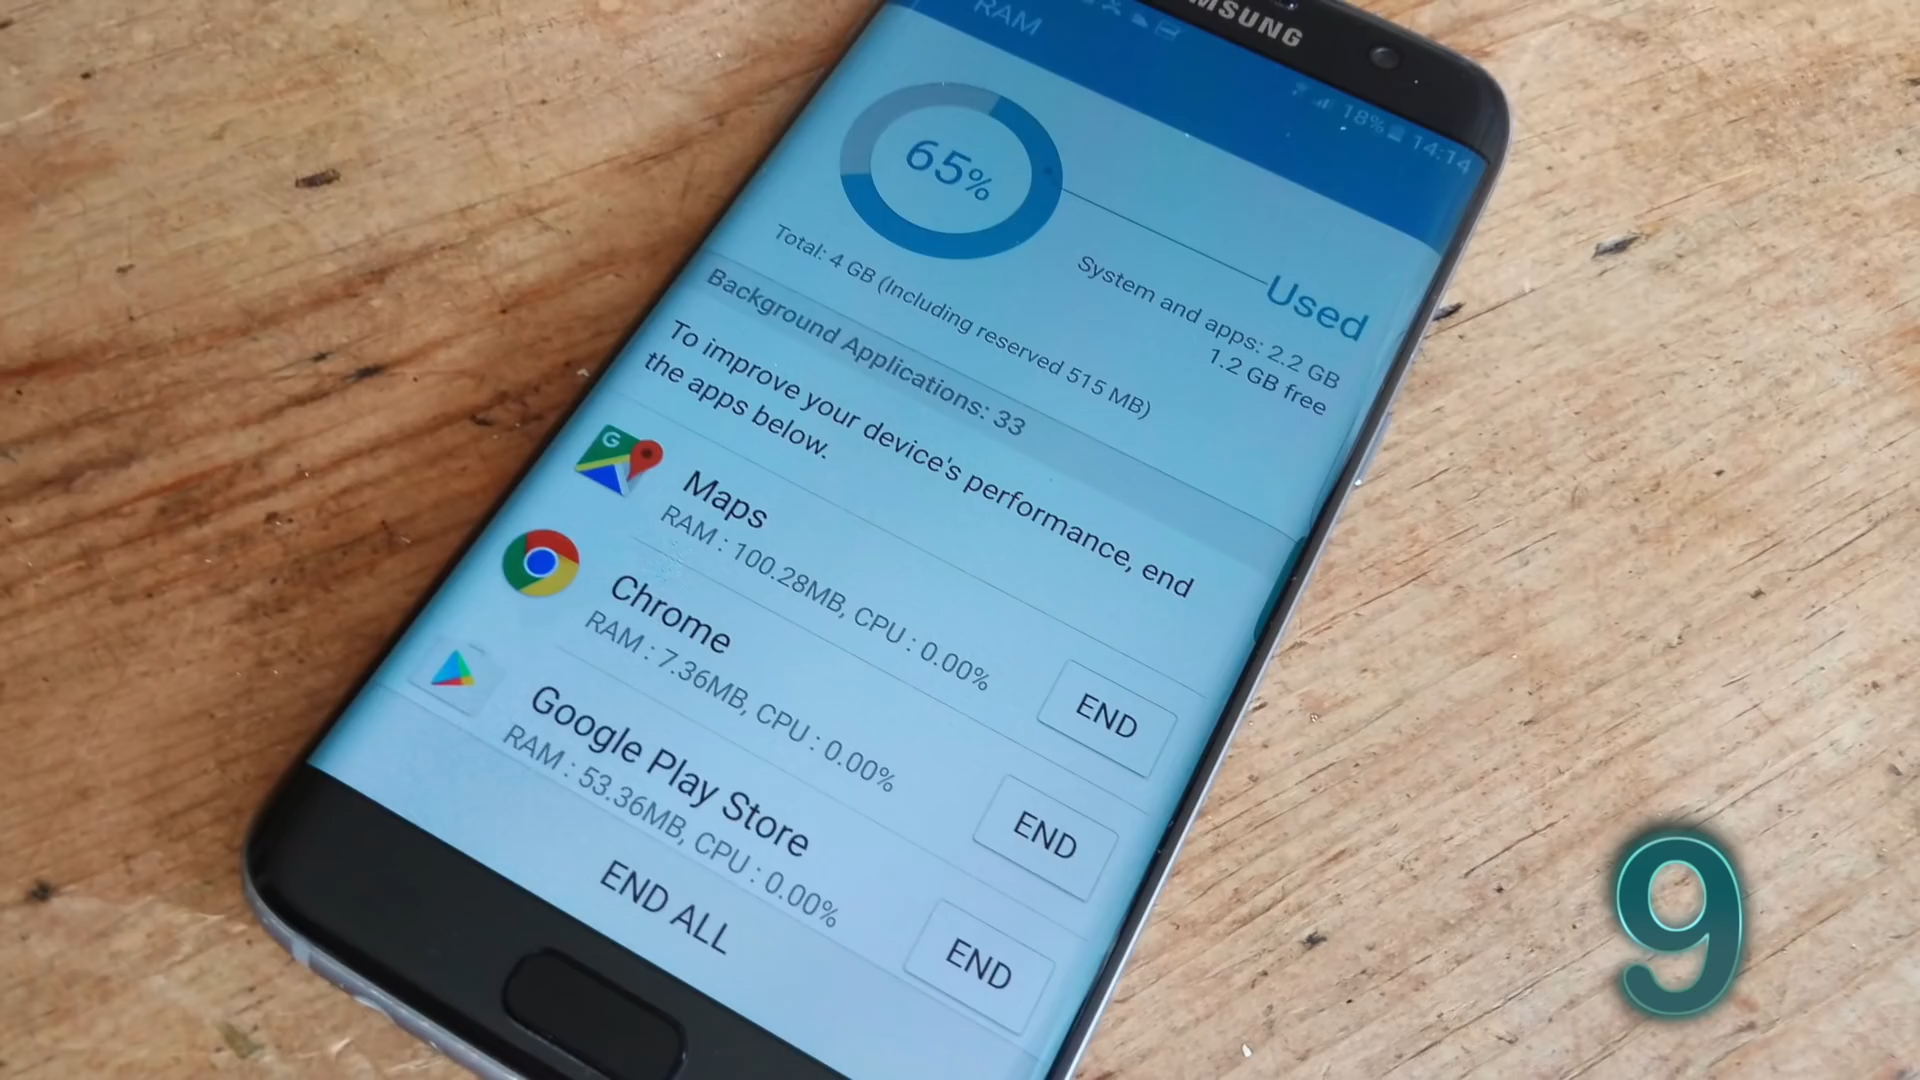 SAMSUNG
18% 14:14
RAM
65%
Used
System and apps: 2.2 GB
1.2 GB free
Total: 4 GB (Including reserved 515 MB)
Background Applications: 33
To improve your device's performance, end
the apps below.
Maps
RAM : 100.28MB, CPU : 0.00%
END
Chrome
RAM : 7.36MB, CPU : 0.00%
END
Google Play Store
RAM : 53.36MB, CPU : 0.00%
END
END ALL
9